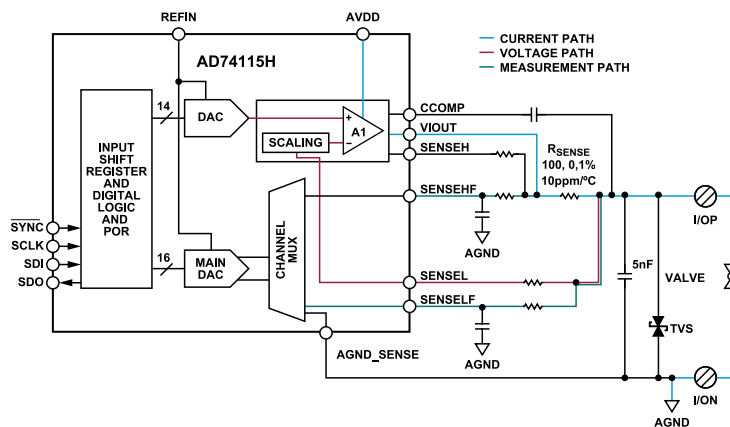 REFIN
AVDD
AD74115H
CURRENT PATH
VOLTAGE PATH
MEASUREMENT PATH
14
DAC
A1
+
−
SCALING
CCOMP
VIOUT
SENSEH
INPUT
SHIFT
REGISTER
AND
DIGITAL
LOGIC
AND
POR
RSENSE
100, 0,1%
10ppm/ºC
SENSEHF
I/OP
AGND
SYNC
SCLK
SDI
SDO
16
MAIN
DAC
CHANNEL
MUX
SENSEL
5nF
VALVE
SENSELF
TVS
AGND
AGND_SENSE
I/ON
AGND